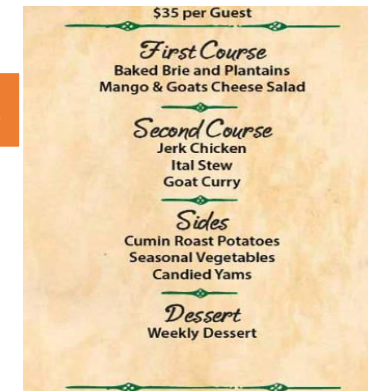 $35 per Guest
First Course
Baked Brie and Plantains
Mango & Goats Cheese Salad
Second Course
Jerk Chicken
Ital Stew
Goat Curry
Sides
Cumin Roast Potatoes
Seasonal Vegetables
Candied Yams
Dessert
Weekly Dessert